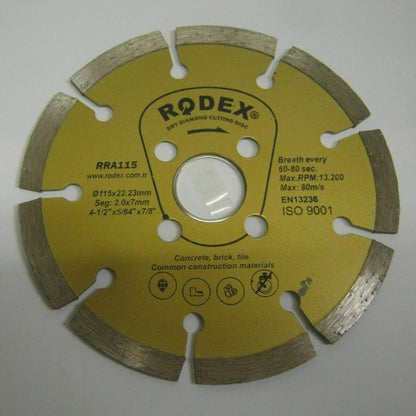 RODEX®
DRY DIAMOND CUTTING DISC
RRA115
www.rodex.com.ir
Ø115x22.23mm
Seg: 2.0x7mm
4-1/2"x5/64"x7/8"
Breath every
60-80 sec.
Max.RPM:13.200
Max: 80m/s
EN13236
ISO 9001
Concrete, brick, tile.
Common construction materials